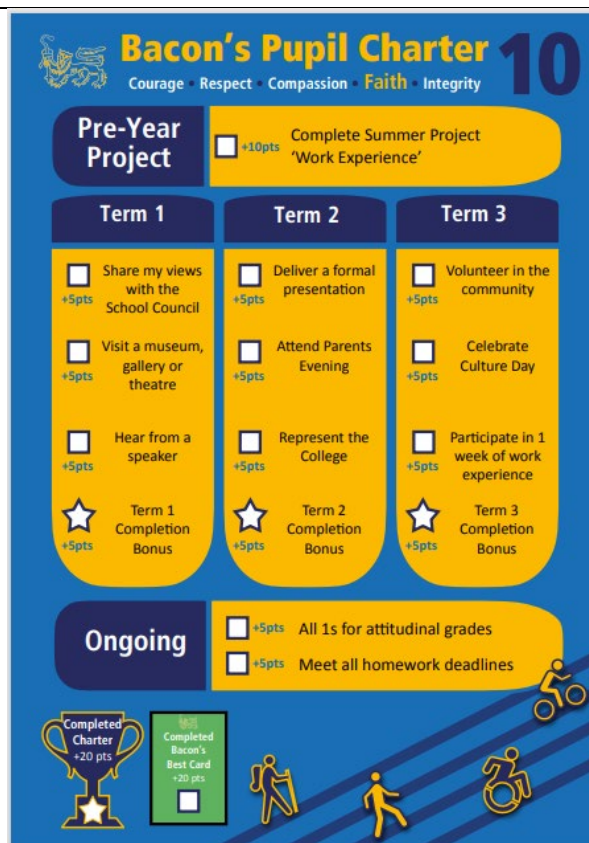 Bacon's Pupil Charter
10
Courage • Respect • Compassion • Faith • Integrity
Pre-Year
Project
+10pts
Complete Summer Project
'Work Experience'
Term 1
+5pts
Share my views
with the
School Council
+5pts
Visit a museum,
gallery or
theatre
+5pts
Hear from a
speaker
+5pts
Term 1
Completion
Bonus
Term 2
+5pts
Deliver a formal
presentation
+5pts
Attend Parents
Evening
+5pts
Represent the
College
+5pts
Term 2
Completion
Bonus
Term 3
+5pts
Volunteer in the
community
+5pts
Celebrate
Culture Day
+5pts
Participate in 1
week of work
experience
+5pts
Term 3
Completion
Bonus
Ongoing
+5pts All 1s for attitudinal grades
+5pts Meet all homework deadlines
Completed
Charter
+20 pts
Completed
Bacon's
Best Card
+20 pts